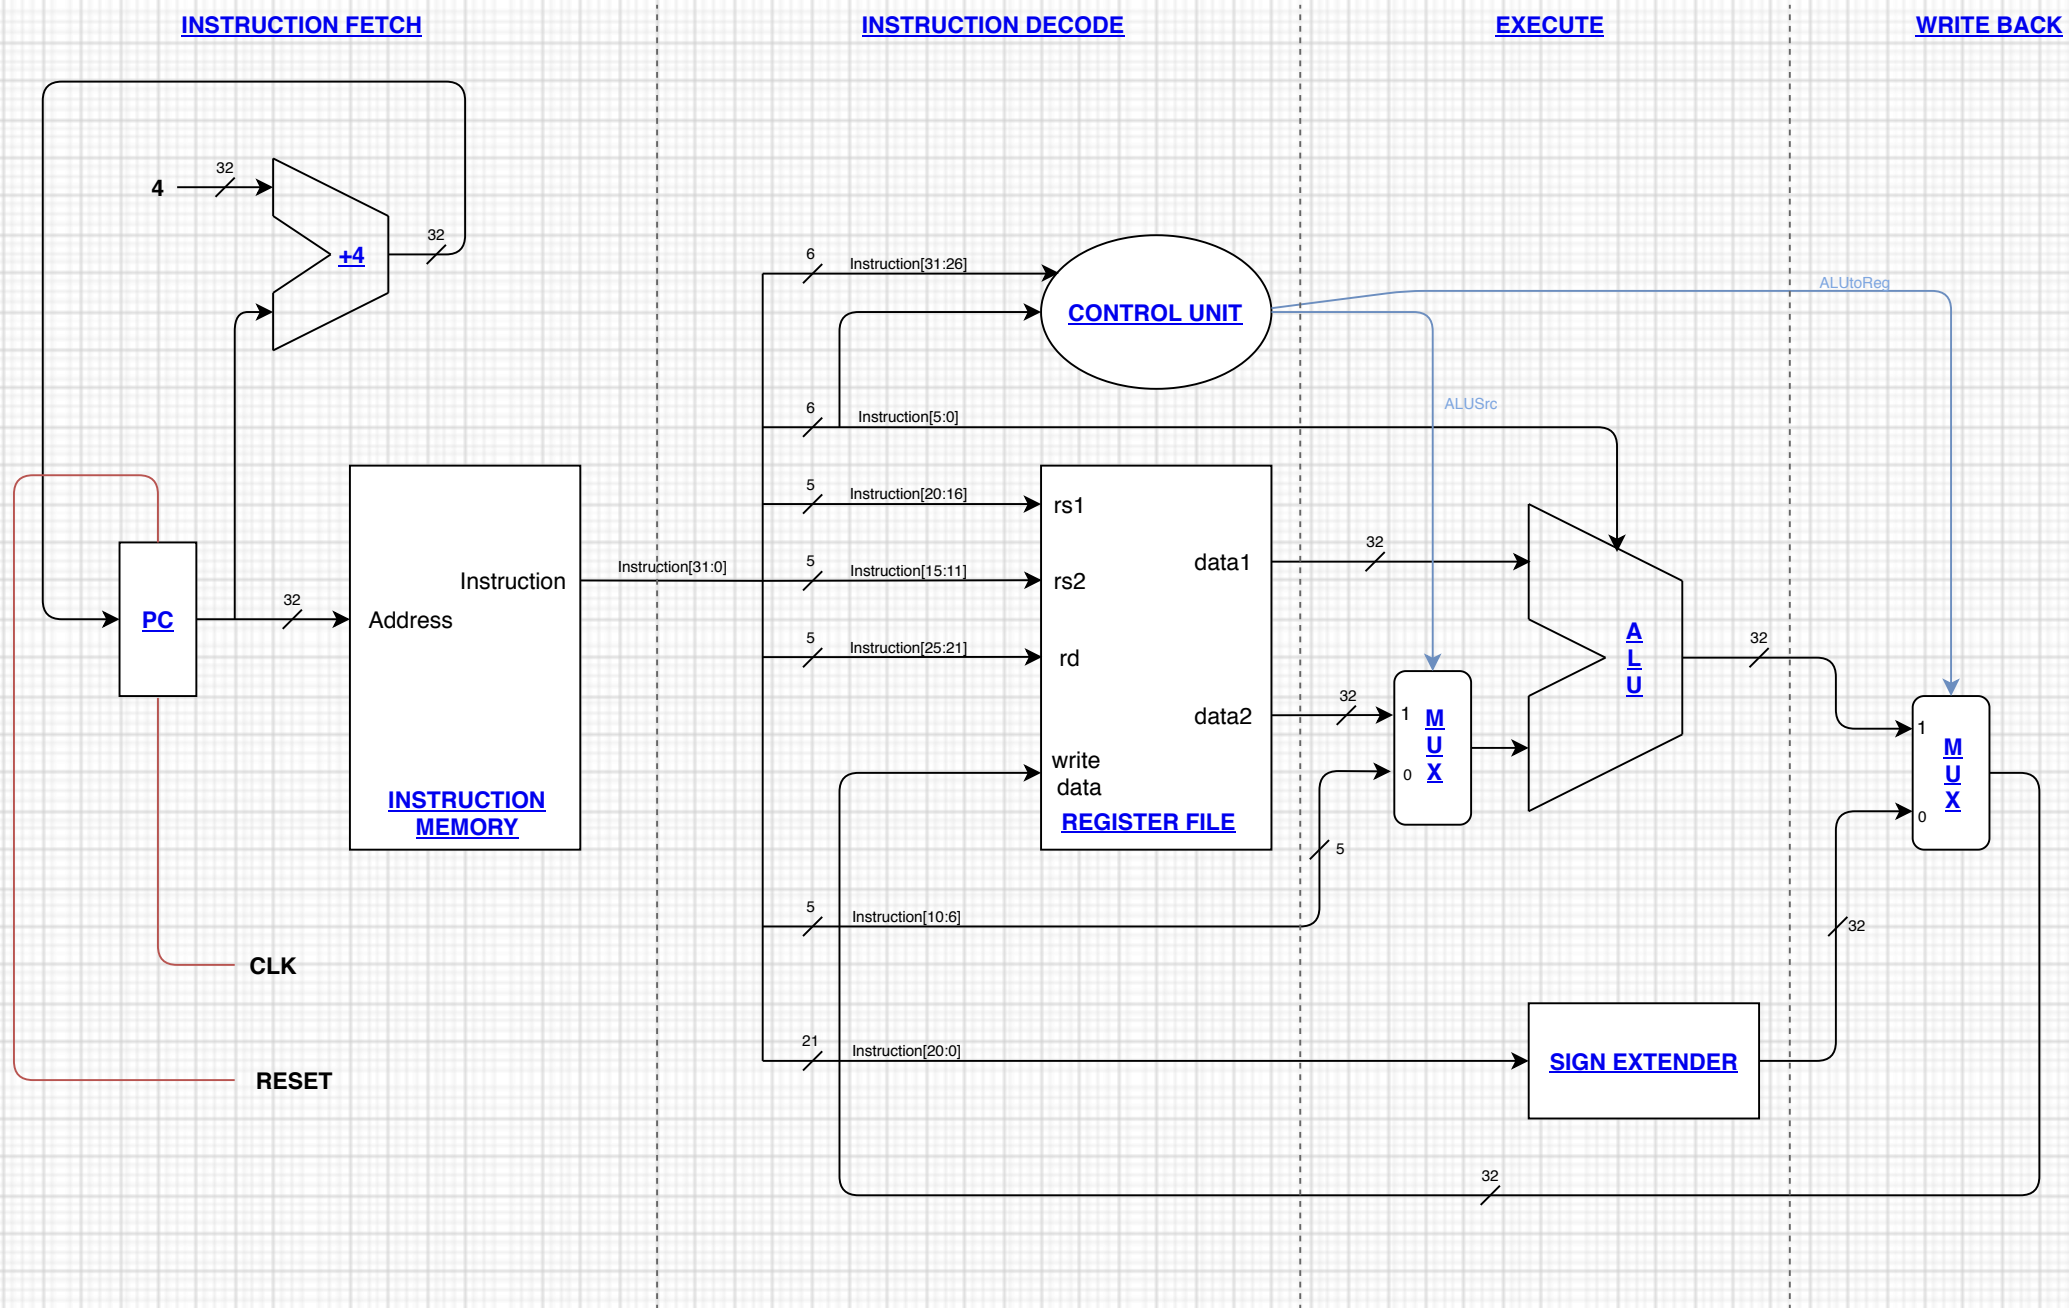 INSTRUCTION FETCH
INSTRUCTION DECODE
EXECUTE
WRITE BACK
32
4
32
+4
6
Instruction[31:26]
CONTROL UNIT
ALUtoReg
ALUSrc
6
Instruction[5:0]
5
Instruction[20:16]
rs1
32
data1
Instruction
Instruction[31:0]
5
Instruction[15:11]
rs2
32
PC
Address
5
Instruction[25:21]
rd
A
L
U
32
32
data2
1
0
M
U
X
1
0
M
U
X
write
data
REGISTER FILE
INSTRUCTION
MEMORY
5
5
Instruction[10:6]
32
CLK
21
Instruction[20:0]
SIGN EXTENDER
RESET
32